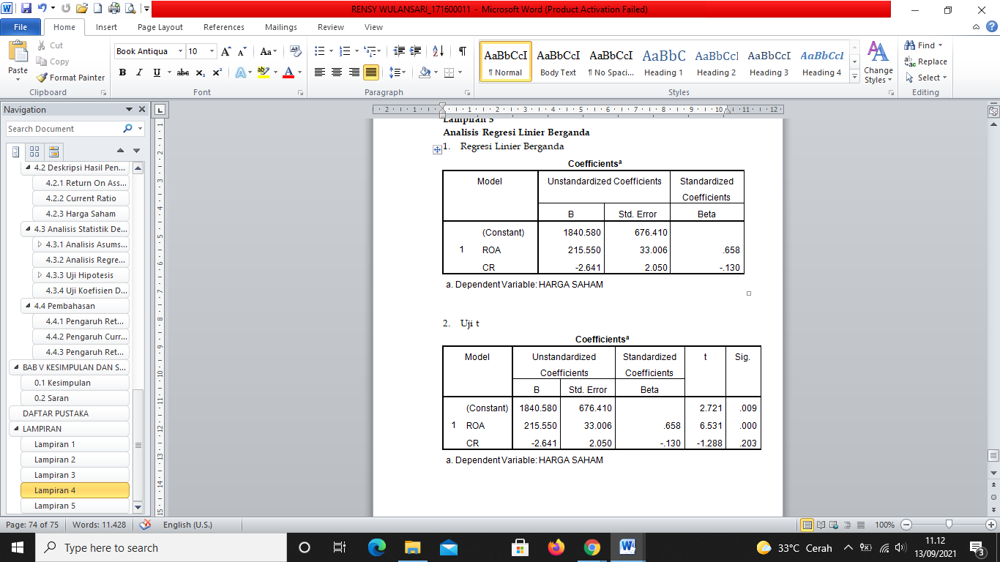 RENSY WULANSARI_171600011 - Microsoft Word (Product Activation Failed)
File Home Insert Page Layout References Mailings Review View
Paste
Cut
Copy
Format Painter
Clipboard
Book Antiqua 10
Font
Paragraph
AaBbCcI AaBbCcI AaBbCcI AaBbC AaBbCcI AaBbCcI AaBbCcI
¶ Normal Body Text ¶ No Spaci... Heading 1 Heading 2 Heading 3 Heading 4
Styles
Change Styles
Find
Replace
Select
Editing
Navigation
Search Document
4.2 Deskripsi Hasil Pen...
4.2.1 Return On Ass...
4.2.2 Current Ratio
4.2.3 Harga Saham
4.3 Analisis Statistik De...
4.3.1 Analisis Asums...
4.3.2 Analisis Regre...
4.3.3 Uji Hipotesis
4.3.4 Uji Koefisien D...
4.4 Pembahasan
4.4.1 Pengaruh Ret...
4.4.2 Pengaruh Curr...
4.4.3 Pengaruh Ret...
BAB V KESIMPULAN DAN S...
0.1 Kesimpulan
0.2 Saran
DAFTAR PUSTAKA
LAMPIRAN
Lampiran 1
Lampiran 2
Lampiran 3
Lampiran 4
Lampiran 5
Lampiran 5
Analisis Regresi Linier Berganda
1. Regresi Linier Berganda
Coefficientsa
Model Unstandardized Coefficients Standardized
Coefficients
B Std. Error Beta
(Constant) 1840.580 676.410
1 ROA 215.550 33.006 .658
CR -2.641 2.050 -.130
a. Dependent Variable: HARGA SAHAM
2. Uji t
Coefficientsa
Model Unstandardized Standardized t Sig.
Coefficients Coefficients
B Std. Error Beta
(Constant) 1840.580 676.410 2.721 .009
1 ROA 215.550 33.006 .658 6.531 .000
CR -2.641 2.050 -.130 -1.288 .203
a. Dependent Variable: HARGA SAHAM
Page: 74 of 75 Words: 11.428 English (U.S.) 100%
Type here to search
33°C Cerah
11.12
13/09/2021
3